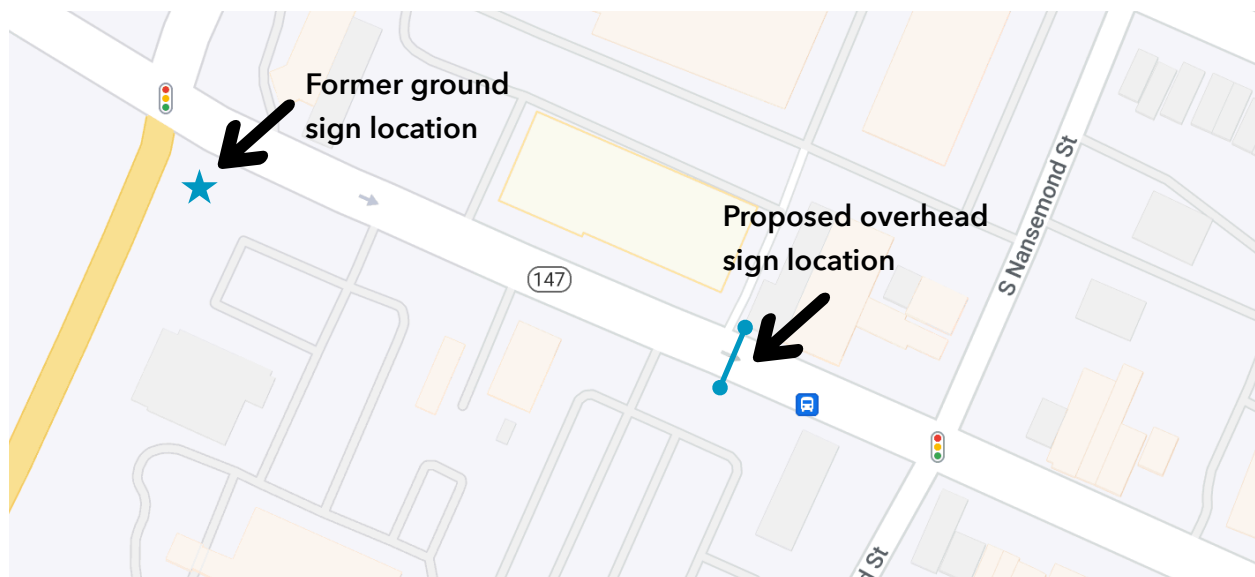 Former ground
sign location
Proposed overhead
sign location
S Nansemond St
147
d St